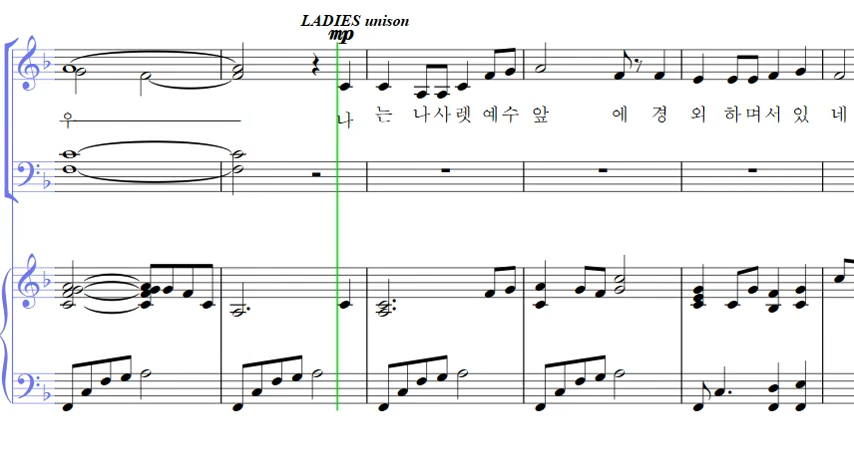 LADIES unison
mp
우 나 는 나사렛 예수 앞 에 경 외 하며서 있 네